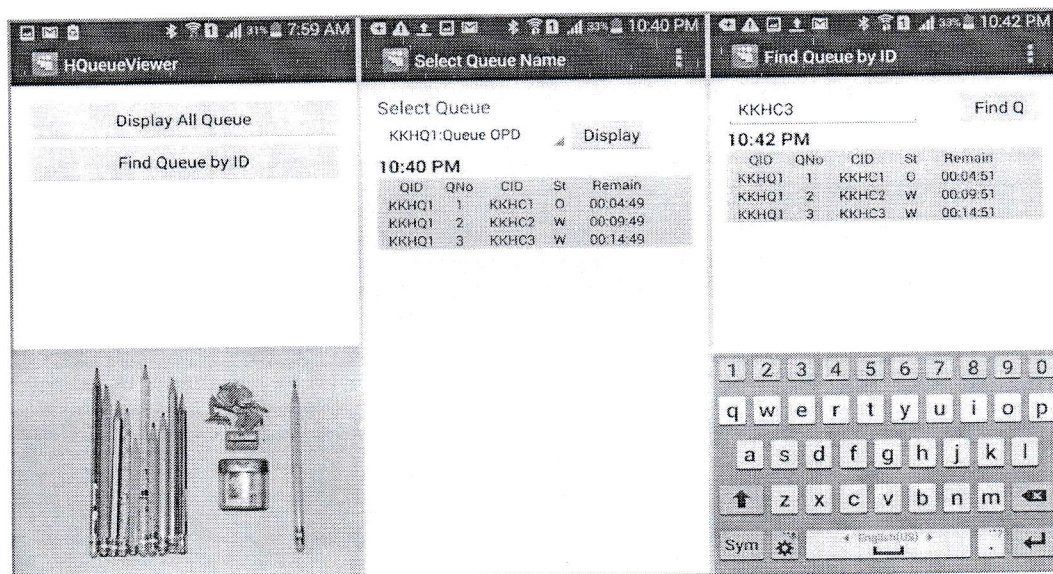 31% 7:59 AM
HQueueViewer
Display All Queue
Find Queue by ID
1 33% 10:40 PM
Select Queue Name
Select Queue
KKHQ1:Queue OPD Display
10:40 PM
QID QNo CID St Remain
KKHQ1 1 KKHC1 O 00:04:49
KKHQ1 2 KKHC2 W 00:09:49
KKHQ1 3 KKHC3 W 00:14:49
1 33% 10:42 PM
Find Queue by ID
KKHC3 Find Q
10:42 PM
QID QNo CID St Remain
KKHQ1 1 KKHC1 O 00:04:51
KKHQ1 2 KKHC2 W 00:09:51
KKHQ1 3 KKHC3 W 00:14:51
1 2 3 4 5 6 7 8 9 0
q w e r t y u i o p
a s d f g h j k l
z x c v b n m
Sym English(US) .